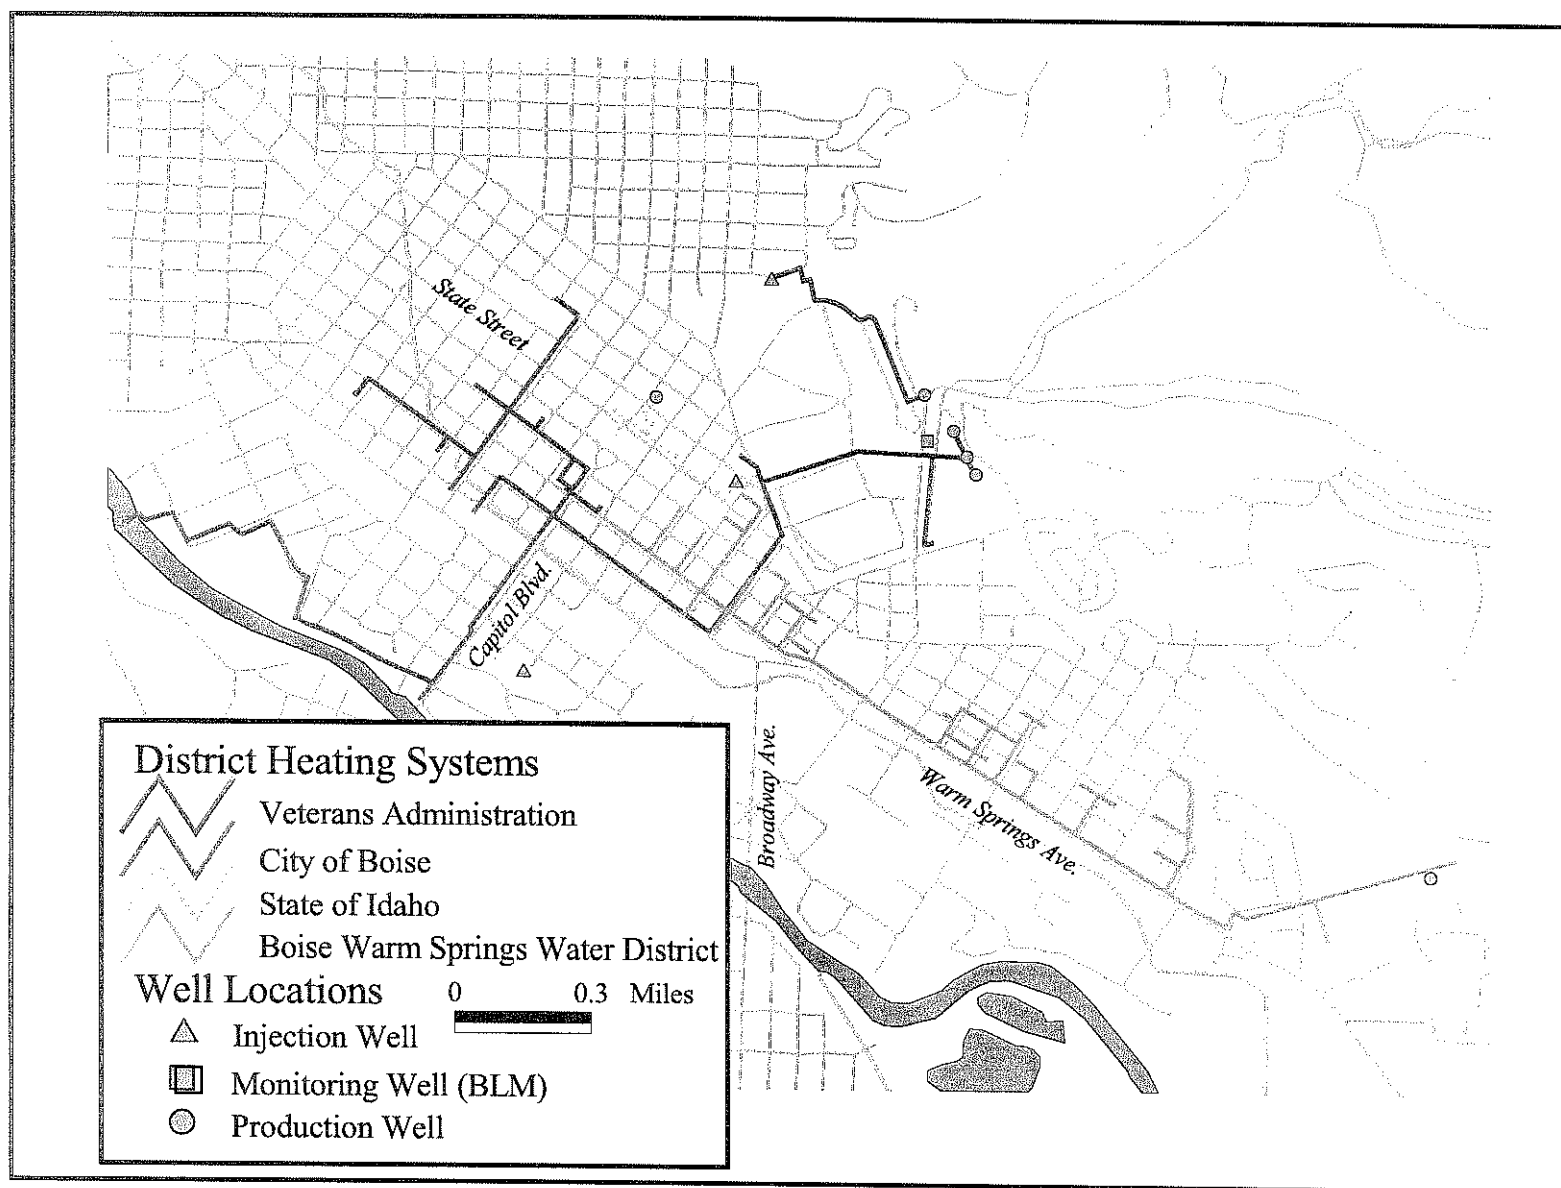 State Street
Capitol Blvd.
Broadway Ave.
Warm Springs Ave.
District Heating Systems
Veterans Administration
City of Boise
State of Idaho
Boise Warm Springs Water District
Well Locations
0 0.3 Miles
Injection Well
Monitoring Well (BLM)
Production Well